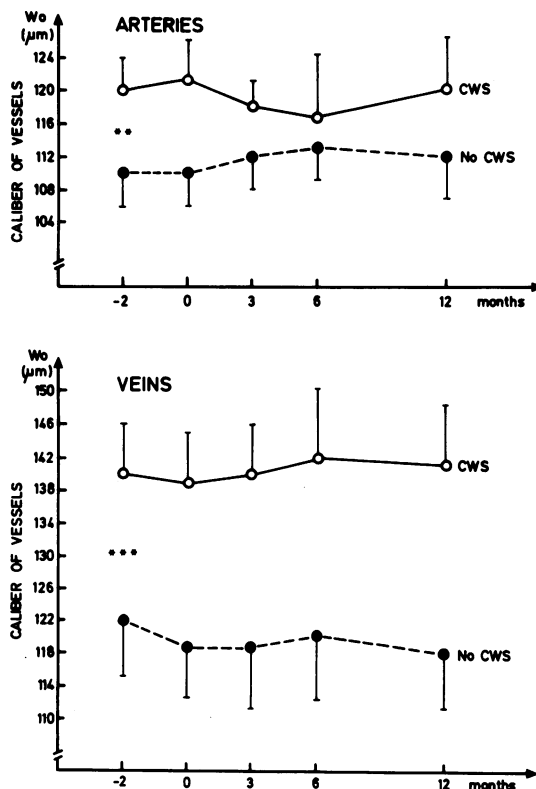 Wo
(µm)
ARTERIES
124
120
116
112
108
104
CALIBER OF VESSELS
CWS
**
No CWS
-2 0 3 6 12 months
Wo
(µm)
VEINS
150
146
142
138
134
130
126
122
118
114
110
CALIBER OF VESSELS
CWS
***
No CWS
-2 0 3 6 12 months